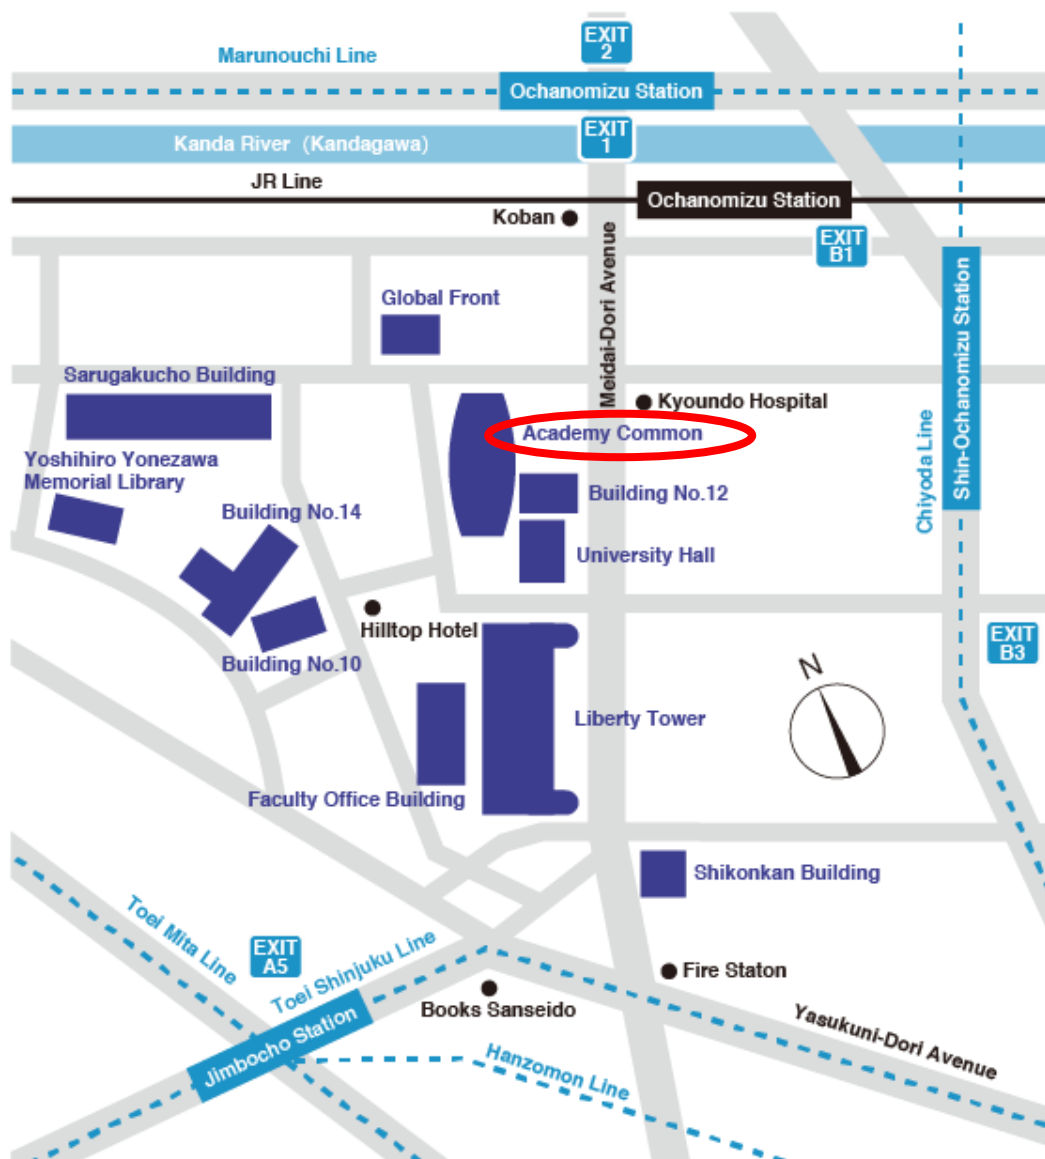 EXIT
2
Marunouchi Line
Ochanomizu Station
EXIT
1
Kanda River (Kandagawa)
JR Line
Ochanomizu Station
Koban
EXIT
B1
Meidai-Dori Avenue
Global Front
Sarugakucho Building
Kyoundo Hospital
Academy Common
Shin-Ochanomizu Station
Chiyoda Line
Yoshihiro Yonezawa
Memorial Library
Building No.12
Building No.14
University Hall
Hilltop Hotel
EXIT
B3
Building No.10
N
Liberty Tower
Faculty Office Building
Shikonkan Building
Toei Mita Line
EXIT
A5
Toei Shinjuku Line
Fire Staton
Books Sanseido
Yasukuni-Dori Avenue
Jimbocho Station
Hanzomon Line